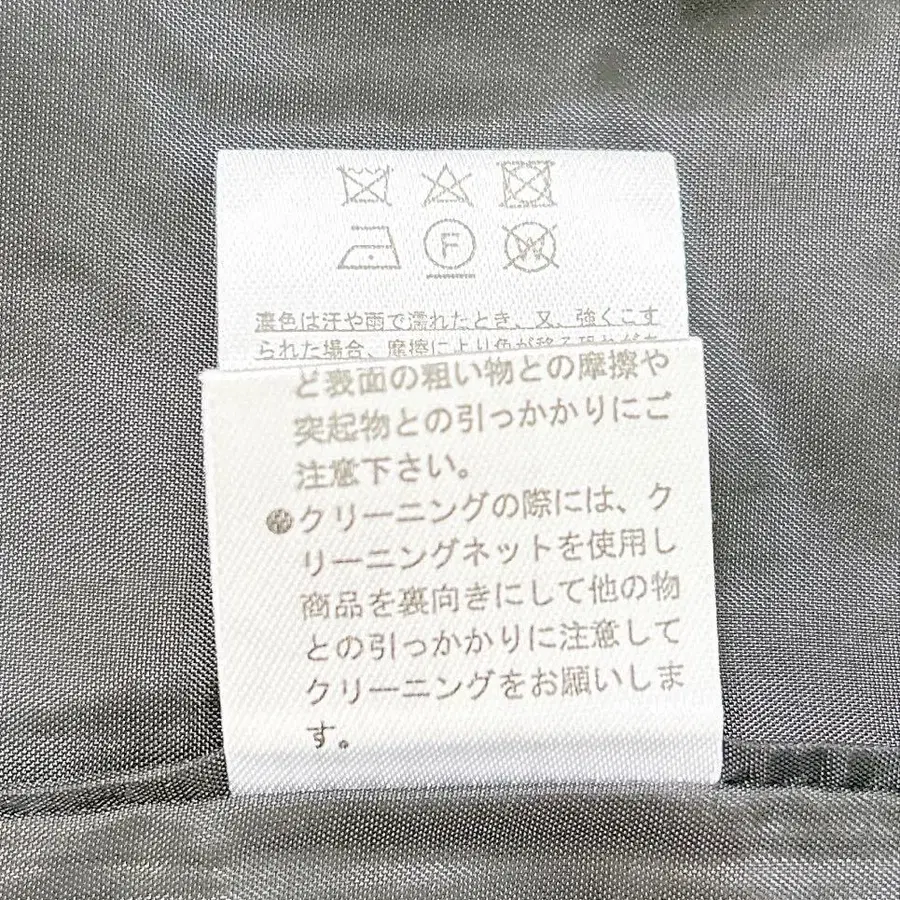 F
W
濃色は汗や雨で濡れたとき、又、強くこす
られた場合、摩擦により色が移る恐れがあ
ど表面の粗い物との摩擦や
突起物との引っかかりにご
注意下さい。
●クリーニングの際には、ク
リーニングネットを使用し
商品を裏向きにして他の物
との引っかかりに注意して
クリーニングをお願いしま
す。